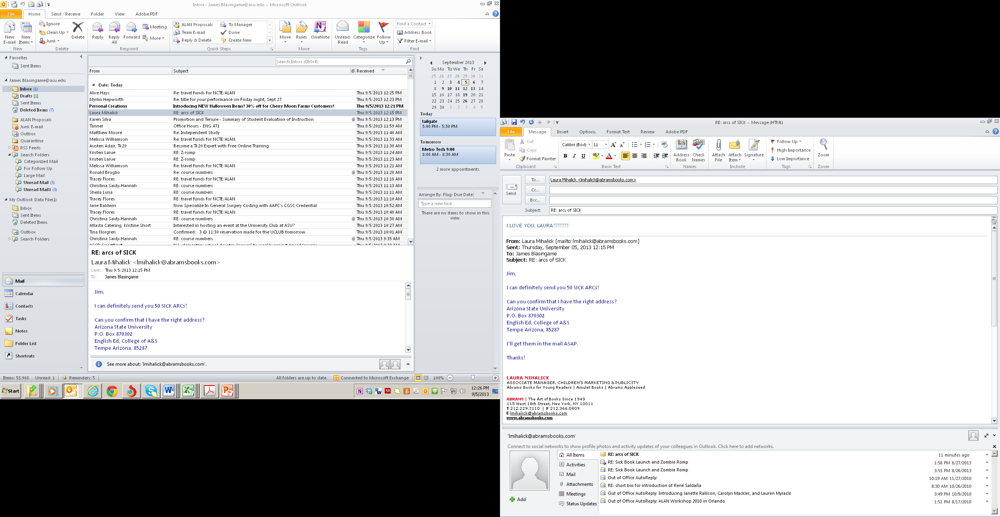 Inbox - James.Blasingame@asu.edu - Microsoft Outlook
File Home Send / Receive Folder View Adobe PDF
New E-mail
New Items
New
Ignore
Clean Up
Junk
Delete
Delete
Reply
Reply All
Forward
Meeting
More
Respond
ALAN Proposals
To Manager
Team E-mail
Done
Reply & Delete
Create New
Quick Steps
Move
Rules
OneNote
Move
Unread/ Read
Categorize
Follow Up
Tags
Find a Contact
Address Book
Filter E-mail
Find
Favorites
Sent Items
James.Blasingame@asu.edu
Inbox (1)
Drafts [1]
Sent Items
Deleted Items (7)
ALAN Proposals
Junk E-mail
Outbox
Quarantine
RSS Feeds
Search Folders
Categorized Mail
For Follow Up
Large Mail
Unread Mail (3)
Unread Mail1 (3)
My Outlook Data File(1)
Inbox
Sent Items
Deleted Items
Outbox
Search Folders
Mail
Calendar
Contacts
Tasks
Notes
Folder List
Shortcuts
Search Inbox (Ctrl+E)
From Subject Received
Date: Today
Alice Hays Re: travel funds for NCTE/ALAN Thu 9/5/2013 12:25 PM
Myrlin Hepworth Re: title for your performance on Friday night, Sept 27 Thu 9/5/2013 12:23 PM
Personal Creations Introducing NEW Halloween Items! 30% off for Cherry Moon Farms Customers! Thu 9/5/2013 12:21 PM
Laura Mihalick RE: arcs of SICK Thu 9/5/2013 12:15 PM
Karen Silva Promotion and Tenure - Summary of Student Evaluation of Instruction Thu 9/5/2013 12:13 PM
Tanner Office Hours - ENG 471 Thu 9/5/2013 11:59 AM
Matthew Moore Re: Independent Study Thu 9/5/2013 11:40 AM
Melissa Williamson Re: travel funds for NCTE/ALAN Thu 9/5/2013 11:33 AM
Austen Adair, Tk20 Become a Tk20 Expert with Free Online Training Thu 9/5/2013 11:30 AM
Kristen Larue RE: Z-romp Thu 9/5/2013 11:24 AM
Kristen Larue RE: Z-romp Thu 9/5/2013 11:23 AM
Melissa Williamson Re: travel funds for NCTE/ALAN Thu 9/5/2013 11:21 AM
Ronald Broglio Re: course numbers Thu 9/5/2013 11:20 AM
Tracey Flores RE: travel funds for NCTE/ALAN Thu 9/5/2013 11:18 AM
Christina Saidy-Hannah RE: course numbers Thu 9/5/2013 11:13 AM
Sheila Luna RE: course numbers Thu 9/5/2013 11:11 AM
Tracey Flores RE: travel funds for NCTE/ALAN Thu 9/5/2013 11:10 AM
Jane Baldwin Now Specialize In General Surgery Coding with AAPC's CGSC Credential Thu 9/5/2013 10:52 AM
Tracey Flores RE: travel funds for NCTE/ALAN Thu 9/5/2013 10:40 AM
Christina Saidy-Hannah RE: course numbers Thu 9/5/2013 10:30 AM
Atlasta Catering, Kristine Short Interested in hosting an event at the University Club at ASU? Thu 9/5/2013 10:27 AM
Tina Norgren Confirmed: 3 @ 11:30 reservation made for the UCLUB tomorrow. Thu 9/5/2013 10:01 AM
Christina Saidy-Hannah RE: course numbers Thu 9/5/2013 9:35 AM
RE: arcs of SICK
Laura Mihalick <lmihalick@abramsbooks.com>
Sent: Thu 9/5/2013 12:15 PM
To: James Blasingame
Jim,
I can definitely send you 50 SICK ARCs!
Can you confirm that I have the right address?
Arizona State University
P.O. Box 870302
English Ed, College of A&S
Tempe Arizona, 85287
See more about: 'lmihalick@abramsbooks.com'.
September 2013
Su Mo Tu We Th Fr Sa
25 26 27 28 29 30 31
1 2 3 4 5 6 7
8 9 10 11 12 13 14
15 16 17 18 19 20 21
22 23 24 25 26 27 28
29 30 1 2 3 4 5
Today
tailgate
5:00 PM - 5:30 PM
Tomorrow
Metro Tech 9:00
8:00 AM - 8:30 AM
2 more appointments
Arrange By: Flag: Due Date
Type a new task
There are no items to show in this
view.
Items: 53,968 Unread: 1 Reminders: 5 All folders are up to date. Connected to Microsoft Exchange 100%
Start
12:26 PM
9/5/2013
RE: arcs of SICK - Message (HTML)
File Message Insert Options Format Text Review Adobe PDF
Paste
Cut
Copy
Format Painter
Clipboard
Calibri (Body 11
B I U
Basic Text
Address Book
Check Names
Names
Attach File
Attach Item
Signature
Include
Follow Up
High Importance
Low Importance
Tags
Zoom
Zoom
Send
To... Laura Mihalick <lmihalick@abramsbooks.com>
Cc...
Bcc...
Subject: RE: arcs of SICK
I LOVE YOU, LAURA!!!!!!!!
From: Laura Mihalick [mailto:lmihalick@abramsbooks.com]
Sent: Thursday, September 05, 2013 12:15 PM
To: James Blasingame
Subject: RE: arcs of SICK
Jim,
I can definitely send you 50 SICK ARCs!
Can you confirm that I have the right address?
Arizona State University
P.O. Box 870302
English Ed, College of A&S
Tempe Arizona, 85287
I'll get them in the mail ASAP.
Thanks!
LAURA MIHALICK
ASSOCIATE MANAGER, CHILDREN'S MARKETING & PUBLICITY
Abrams Books for Young Readers | Amulet Books | Abrams Appleseed
ABRAMS | The Art of Books Since 1949
115 West 18th Street, New York, NY 10011
T 212.229.7110 | F 212.366.0809
E lmihalick@abramsbooks.com
www.abramsbooks.com
'lmihalick@abramsbooks.com'
Connect to social networks to show profile photos and activity updates of your colleagues in Outlook. Click here to add networks.
Add
All Items
Activities
Mail
Attachments
Meetings
Status Updates
RE: arcs of SICK 11 minutes ago
RE: Sick Book Launch and Zombie Romp 1:58 PM 8/27/2013
RE: Sick Book Launch and Zombie Romp 3:55 PM 8/26/2013
Out of Office AutoReply: 10:19 AM 11/27/2010
RE: short bio for introduction of René Saldaña 8:30 AM 10/26/2010
Out of Office AutoReply: Introducing Janette Rallison, Carolyn Mackler, and Lauren Myracle 3:49 PM 10/9/2010
Out of Office AutoReply: ALAN Workshop 2010 in Orlando 1:51 PM 8/17/2010